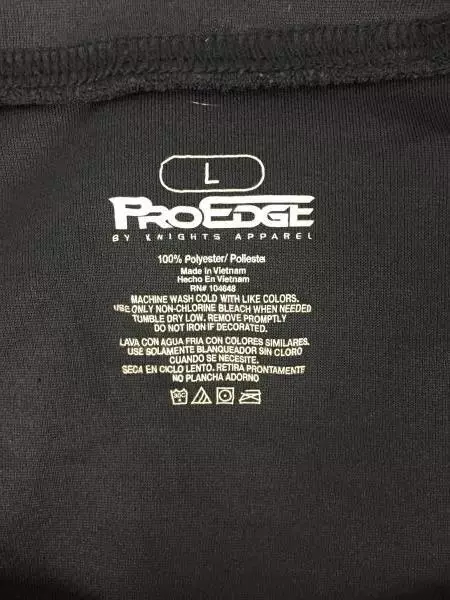 L
PROEDGE
BY KNIGHTS APPAREL
100% Polyester/ Poliester
Made in Vietnam
Hecho En Vietnam
RN# 104648
MACHINE WASH COLD WITH LIKE COLORS.
USE ONLY NON-CHLORINE BLEACH WHEN NEEDED
TUMBLE DRY LOW. REMOVE PROMPTLY
DO NOT IRON IF DECORATED.
LAVA CON AGUA FRIA CON COLORES SIMILARES.
USE SOLAMENTE BLANQUEADOR SIN CLORO
CUANDO SE NECESITE.
SECA EN CICLO LENTO. RETIRA PRONTAMENTE
NO PLANCHA ADORNO